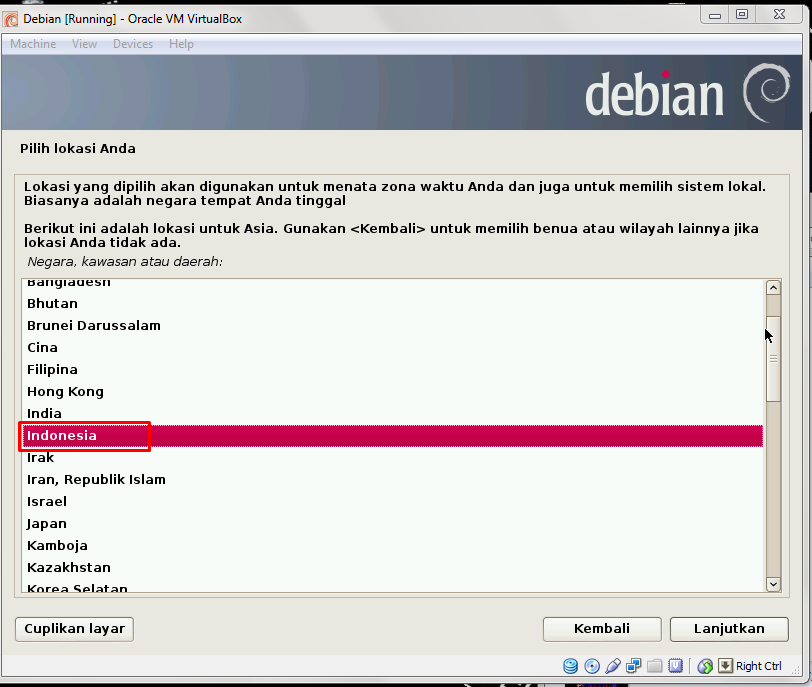 Debian [Running] - Oracle VM VirtualBox
Machine View Devices Help
debian
Pilih lokasi Anda
Lokasi yang dipilih akan digunakan untuk menata zona waktu Anda dan juga untuk memilih sistem lokal.
Biasanya adalah negara tempat Anda tinggal
Berikut ini adalah lokasi untuk Asia. Gunakan <Kembali> untuk memilih benua atau wilayah lainnya jika
lokasi Anda tidak ada.
Negara, kawasan atau daerah:
Bangladesh
Bhutan
Brunei Darussalam
Cina
Filipina
Hong Kong
India
Indonesia
Irak
Iran, Republik Islam
Israel
Japan
Kamboja
Kazakhstan
Korea Selatan
Cuplikan layar
Kembali
Lanjutkan
Right Ctrl